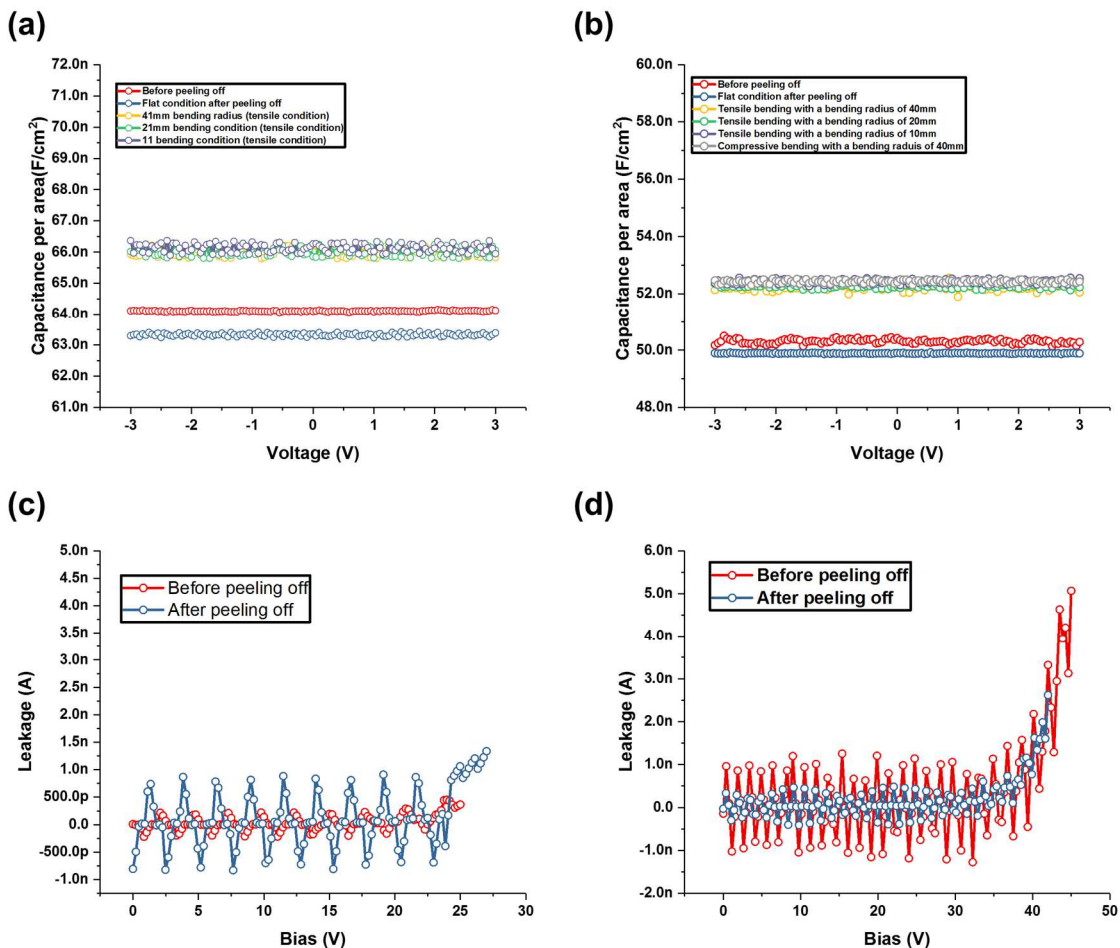 (a)
72.0n
71.0n
70.0n
69.0n
68.0n
67.0n
66.0n
65.0n
64.0n
63.0n
62.0n
61.0n
Capacitance per area(F/cm²)
Before peeling off
Flat condition after peeling off
41mm bending radius (tensile condition)
21mm bending condition (tensile condition)
11 bending condition (tensile condition)
-3 -2 -1 0 1 2 3
Voltage (V)
(b)
60.0n
58.0n
56.0n
54.0n
52.0n
50.0n
48.0n
Capacitance per area (F/cm²)
Before peeling off
Flat condition after peeling off
Tensile bending with a bending radius of 40mm
Tensile bending with a bending radius of 20mm
Tensile bending with a bending radius of 10mm
Compressive bending with a bending raduis of 40mm
-3 -2 -1 0 1 2 3
Voltage (V)
(c)
5.0n
4.5n
4.0n
3.5n
3.0n
2.5n
2.0n
1.5n
1.0n
500.0p
0.0
-500.0p
-1.0n
Leakage (A)
Before peeling off
After peeling off
0 5 10 15 20 25 30
Bias (V)
(d)
6.0n
5.0n
4.0n
3.0n
2.0n
1.0n
0.0
-1.0n
-2.0n
Leakage (A)
Before peeling off
After peeling off
0 10 20 30 40 50
Bias (V)